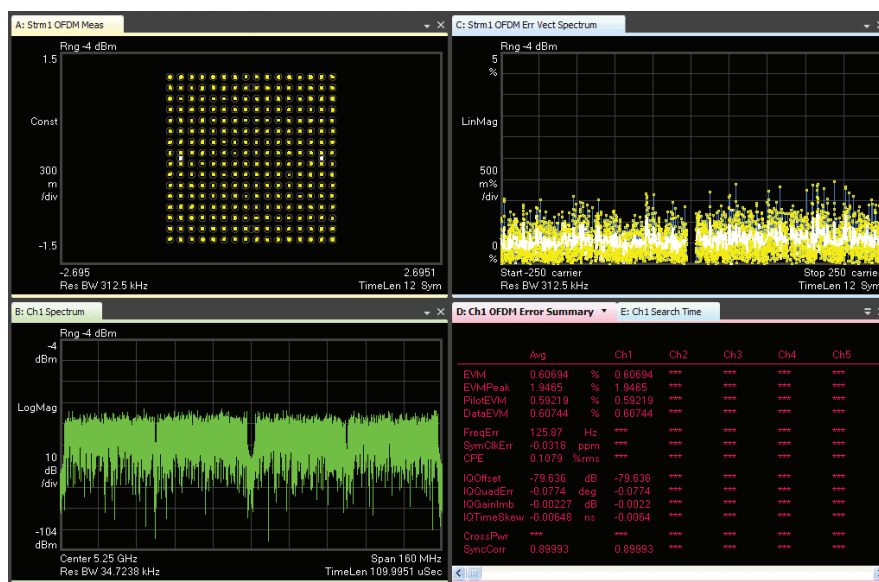 A: Strm1 OFDM Meas
Rng -4 dBm
1.5
Const
300
m
/div
-1.5
-2.695
2.6951
Res BW 312.5 kHz
TimeLen 12 Sym
C: Strm1 OFDM Err Vect Spectrum
Rng -4 dBm
5
%
LinMag
500
m%
/div
0
%
Start -250 carrier
Stop 250 carrier
Res BW 312.5 kHz
TimeLen 12 Sym
B: Ch1 Spectrum
Rng -4 dBm
-4
dBm
LogMag
10
dB
/div
-104
dBm
Center 5.25 GHz
Span 160 MHz
Res BW 34.7238 kHz
TimeLen 109.9951 uSec
D: Ch1 OFDM Error Summary
E: Ch1 Search Time
Avg Ch1 Ch2 Ch3 Ch4 Ch5
EVM 0.60694 % 0.60694 *** *** *** ***
EVMPeak 1.9465 % 1.9465 *** *** *** ***
PilotEVM 0.59219 % 0.59219 *** *** *** ***
DataEVM 0.60744 % 0.60744 *** *** *** ***
FreqErr 125.87 Hz *** *** *** *** ***
SymClkErr -0.0318 ppm *** *** *** *** ***
CPE 0.1079 %rms *** *** *** *** ***
IQOffset -79.636 dB -79.636 *** *** *** ***
IQQuadErr -0.0774 deg -0.0774 *** *** *** ***
IQGainImb -0.00227 dB -0.0022 *** *** *** ***
IQTimeSkew -0.00648 ns -0.0064 *** *** *** ***
CrossPwr *** *** *** *** *** ***
SyncCorr 0.89993 0.89993 *** *** *** ***